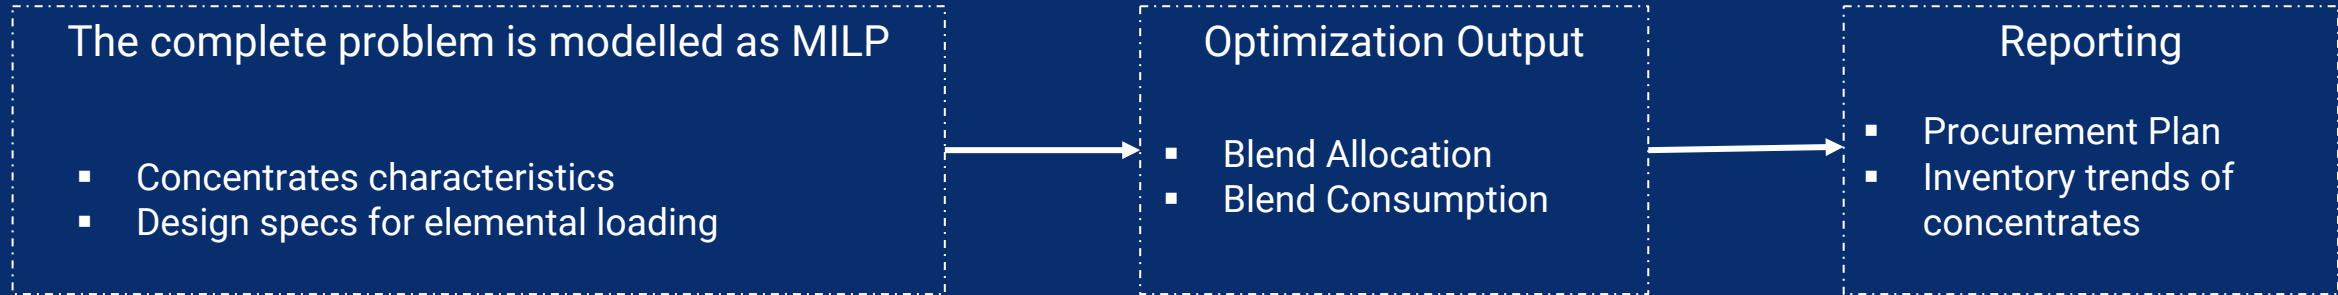 The complete problem is modelled as MILP
▪ Concentrates characteristics
▪ Design specs for elemental loading
Optimization Output
▪ Blend Allocation
▪ Blend Consumption
Reporting
▪ Procurement Plan
▪ Inventory trends of
concentrates